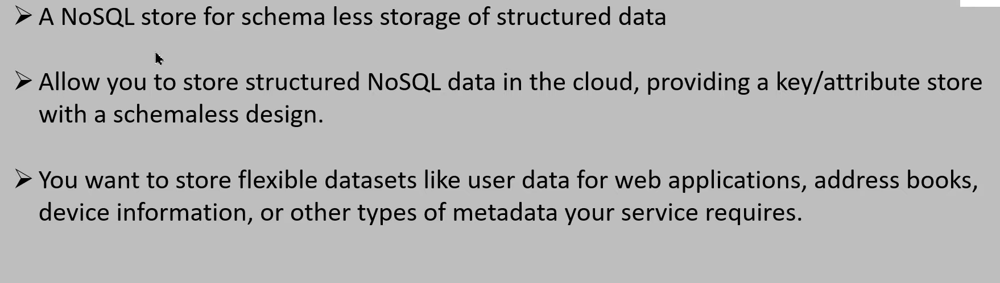 ➢ A NoSQL store for schema less storage of structured data
➢ Allow you to store structured NoSQL data in the cloud, providing a key/attribute store
with a schemaless design.
➢ You want to store flexible datasets like user data for web applications, address books,
device information, or other types of metadata your service requires.